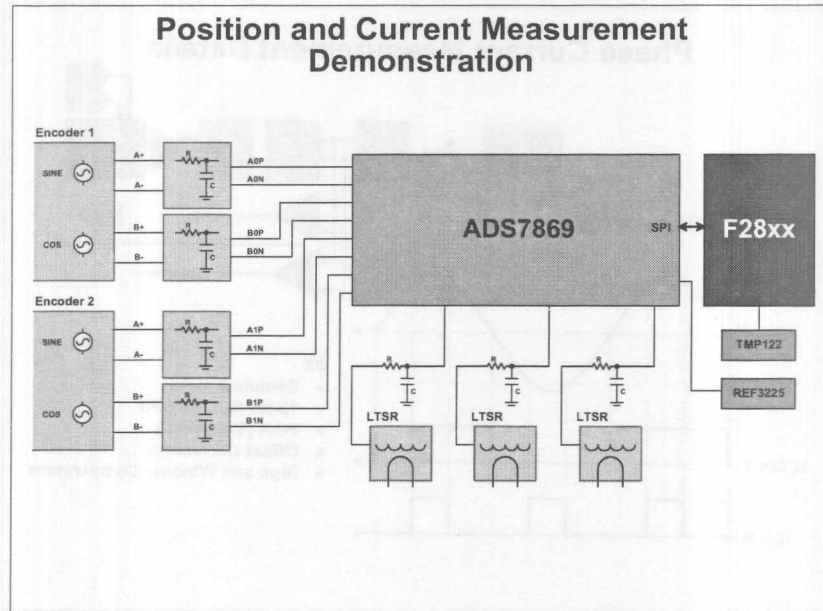 Position and Current Measurement
Demonstration
Encoder 1
SINE
A+
A-
R
C
A0P
A0N
COS
B+
B-
R
C
B0P
B0N
Encoder 2
SINE
A+
A-
R
C
A1P
A1N
COS
B+
B-
R
C
B1P
B1N
ADS7869
SPI
F28xx
TMP122
REF3225
R
C
LTSR
R
C
LTSR
R
C
LTSR